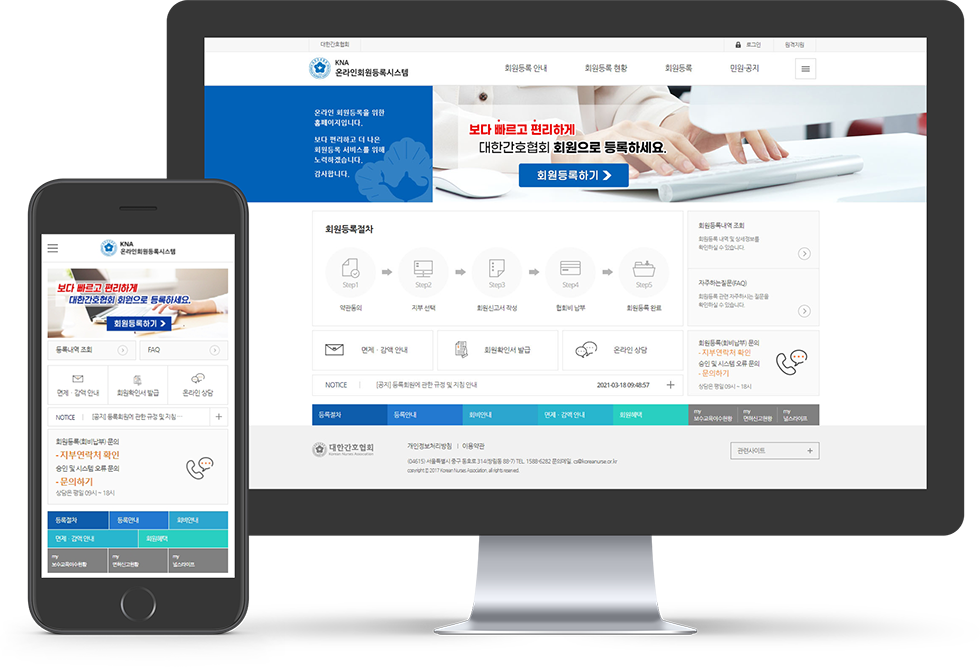 대한간호협회
로그인
원격지원
KNA
온라인회원등록시스템
회원등록 안내
회원등록 현황
회원등록
민원·공지
온라인 회원등록을 위한
홈페이지입니다.
보다 편리하고 더 나은
회원등록 서비스를 위해
노력하겠습니다.
감사합니다.
보다 빠르고 편리하게
대한간호협회 회원으로 등록하세요.
회원등록하기
회원등록절차
Step1
Step2
Step3
Step4
Step5
약관동의
지부 선택
회원신고서 작성
협회비 납부
회원등록 완료
회원등록내역 조회
회원등록 내역 및 상세정보를
확인하실 수 있습니다.
자주하는질문(FAQ)
회원등록 관련 자주하시는 질문을
확인하실 수 있습니다.
면제 · 감액 안내
회원확인서 발급
온라인 상담
회원등록(회비납부) 문의
- 지부연락처 확인
승인 및 시스템 오류 문의
- 문의하기
상담은 평일 09시 ~ 18시
NOTICE
[공지] 등록회원에 관한 규정 및 지침 안내
2021-03-18 09:48:57
등록절차
등록안내
회비안내
면제 · 감액 안내
회원혜택
my
보수교육이수현황
my
면허신고현황
my
널스라이프
대한간호협회
Korean Nurses Association
개인정보처리방침 | 이용약관
(04615) 서울특별시 중구 동호로 314(쌍림동 88-7) TEL. 1588-6282 문의메일 cs@koreanurse.or.kr
copyright © 2017 Korean Nurses Association. all rights reserved.
관련사이트
KNA
온라인회원등록시스템
보다 빠르고 편리하게
대한간호협회 회원으로 등록하세요.
회원등록하기
등록내역 조회
FAQ
면제 · 감액 안내
회원확인서 발급
온라인 상담
NOTICE
[공지] 등록회원에 관한 규정 및 지침 ···
회원등록(회비납부) 문의
- 지부연락처 확인
승인 및 시스템 오류 문의
- 문의하기
상담은 평일 09시 ~ 18시
등록절차
등록안내
회비안내
면제 · 감액 안내
회원혜택
my
보수교육이수현황
my
면허신고현황
my
널스라이프